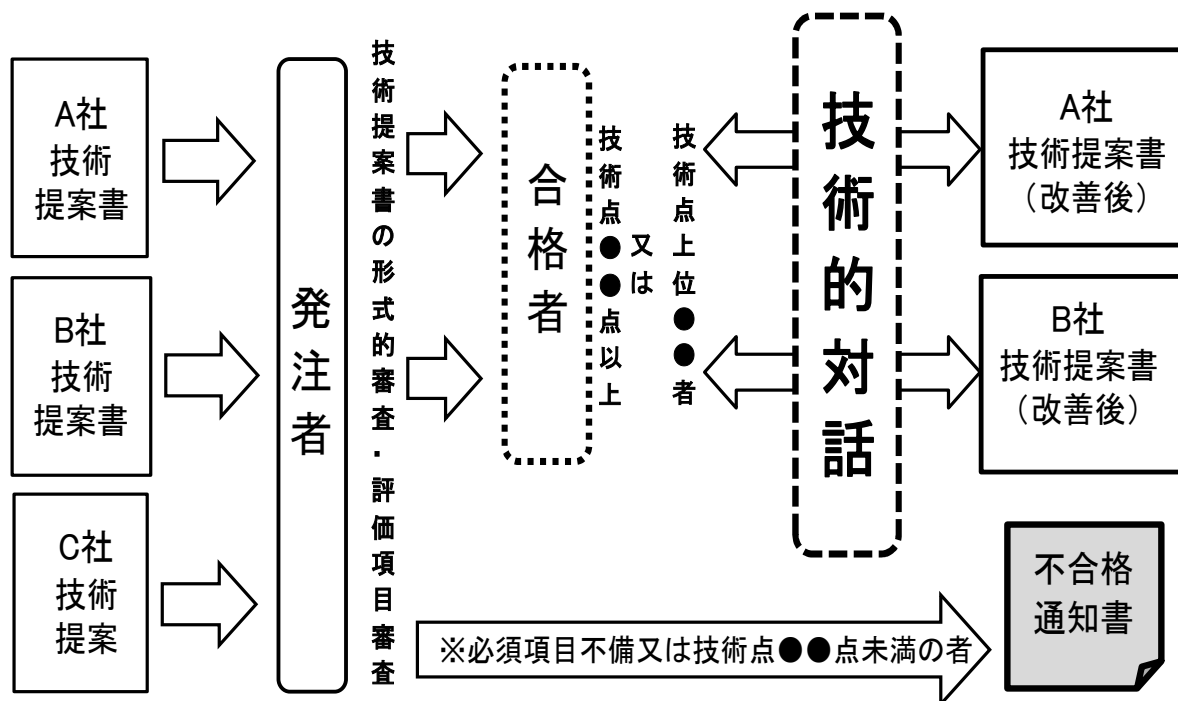 A社
技術
提案書
B社
技術
提案書
C社
技術
提案
発注者
技術提案書の形式的審査・評価項目審査
合格者
技術点●●点以上
又は
技術点上位●●者
技術的対話
A社
技術提案書
（改善後）
B社
技術提案書
（改善後）
※必須項目不備又は技術点●●点未満の者
不合格
通知書